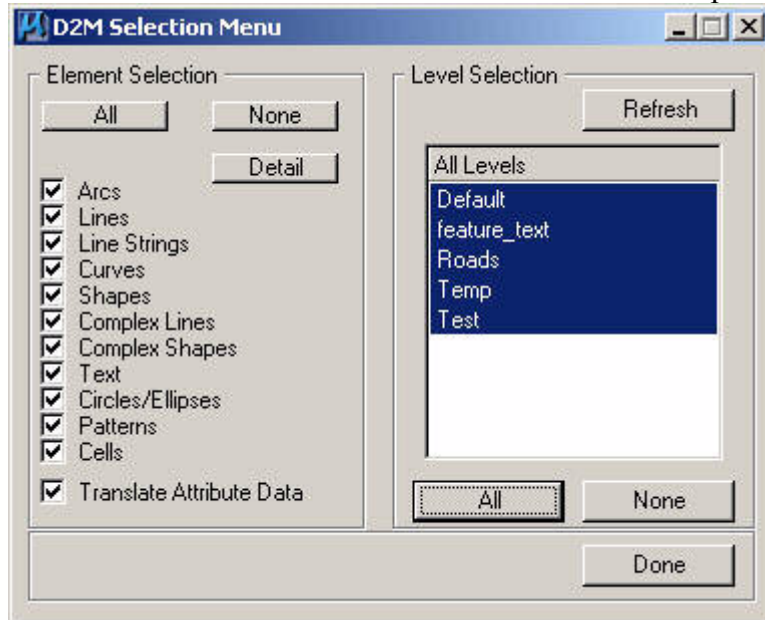 D2M Selection Menu
Element Selection
All
None
Detail
Arcs
Lines
Line Strings
Curves
Shapes
Complex Lines
Complex Shapes
Text
Circles/Ellipses
Patterns
Cells
Translate Attribute Data
Level Selection
Refresh
All Levels
Default
feature_text
Roads
Temp
Test
All
None
Done